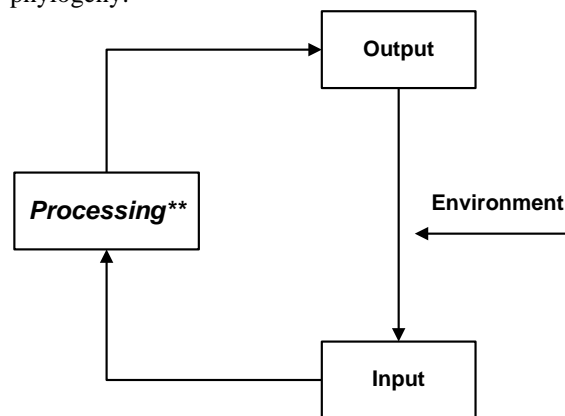 phylogeny.
Output
Processing**
Environment
Input